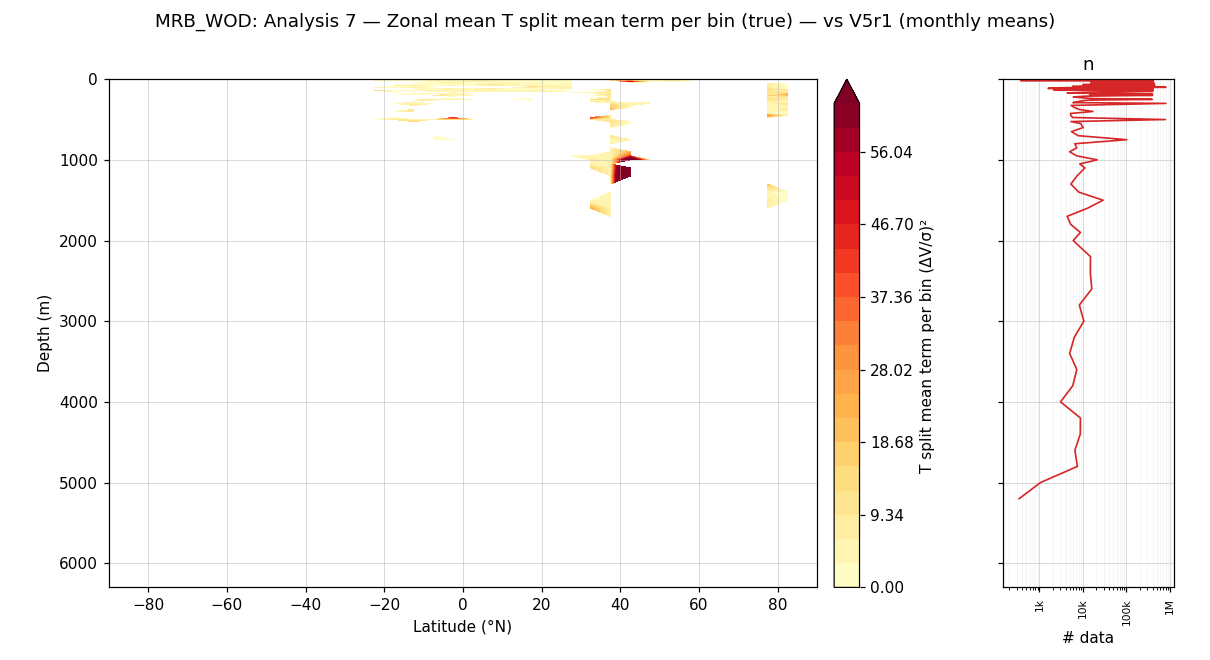 MRB_WOD: Analysis 7 — Zonal mean T split mean term per bin (true) — vs V5r1 (monthly means)
n
0
1000
2000
3000
4000
5000
6000
Depth (m)
−80
−60
−40
−20
0
20
40
60
80
Latitude (°N)
56.04
46.70
37.36
28.02
18.68
9.34
0.00
T split mean term per bin (ΔV/σ)²
1k
10k
100k
1M
# data